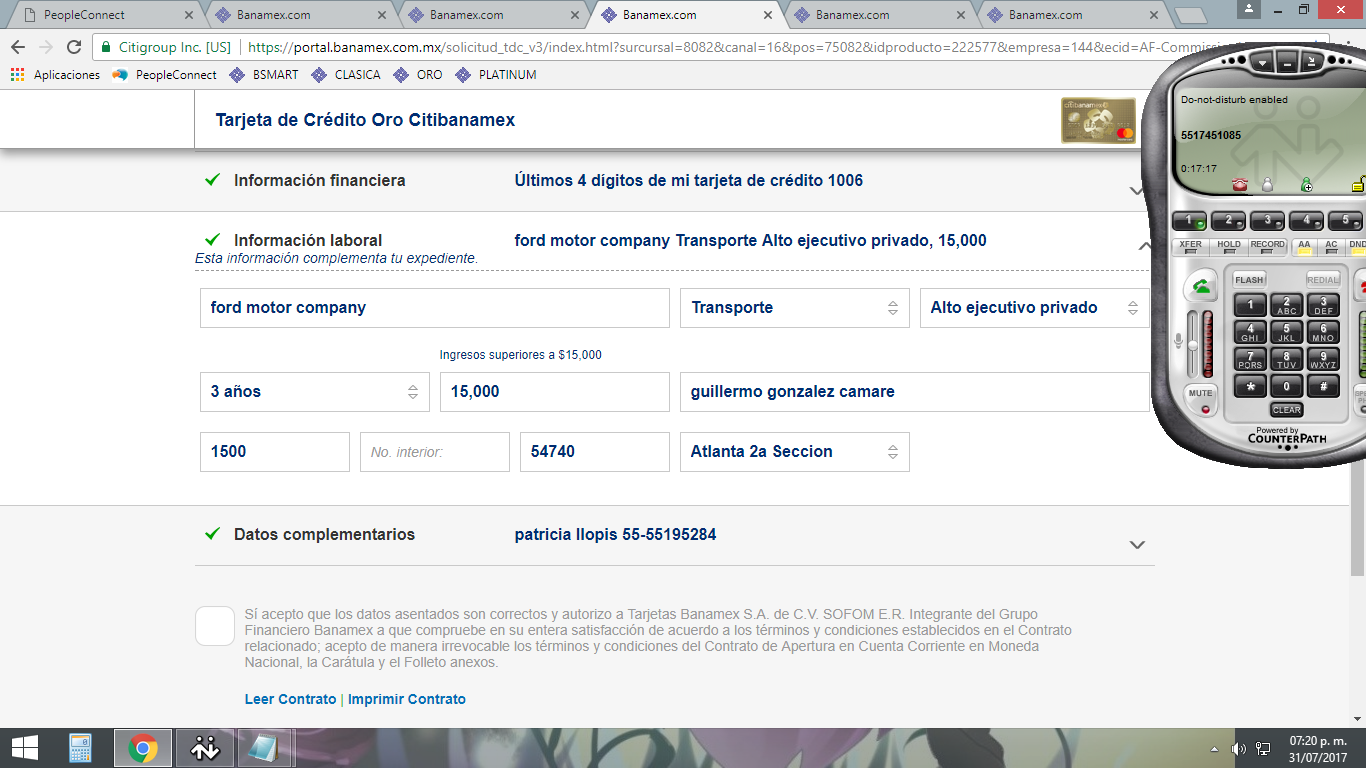 PeopleConnect
Banamex.com
Banamex.com
Banamex.com
Banamex.com
Banamex.com
Citigroup Inc. [US] https://portal.banamex.com.mx/solicitud_tdc_v3/index.html?surcursal=8082&canal=16&pos=75082&idproducto=222577&empresa=144&ecid=AF-Commissi
Aplicaciones PeopleConnect BSMART CLASICA ORO PLATINUM
Tarjeta de Crédito Oro Citibanamex
citibanamex
Información financiera Últimos 4 dígitos de mi tarjeta de crédito 1006
Información laboral ford motor company Transporte Alto ejecutivo privado, 15,000
Esta información complementa tu expediente.
ford motor company Transporte Alto ejecutivo privado
Ingresos superiores a $15,000
3 años 15,000 guillermo gonzalez camare
1500 No. interior: 54740 Atlanta 2a Seccion
Datos complementarios patricia llopis 55-55195284
Sí acepto que los datos asentados son correctos y autorizo a Tarjetas Banamex S.A. de C.V. SOFOM E.R. Integrante del Grupo
Financiero Banamex a que compruebe en su entera satisfacción de acuerdo a los términos y condiciones establecidos en el Contrato
relacionado; acepto de manera irrevocable los términos y condiciones del Contrato de Apertura en Cuenta Corriente en Moneda
Nacional, la Carátula y el Folleto anexos.
Leer Contrato | Imprimir Contrato
Do-not-disturb enabled
5517451085
0:17:17
1 2 3 4 5
XFER HOLD RECORD AA AC DND
FLASH REDIAL
1 2 ABC 3 DEF
4 GHI 5 JKL 6 MNO
7 PQRS 8 TUV 9 WXYZ
* 0 #
MUTE
CLEAR
Powered by
COUNTERPATH
07:20 p. m.
31/07/2017